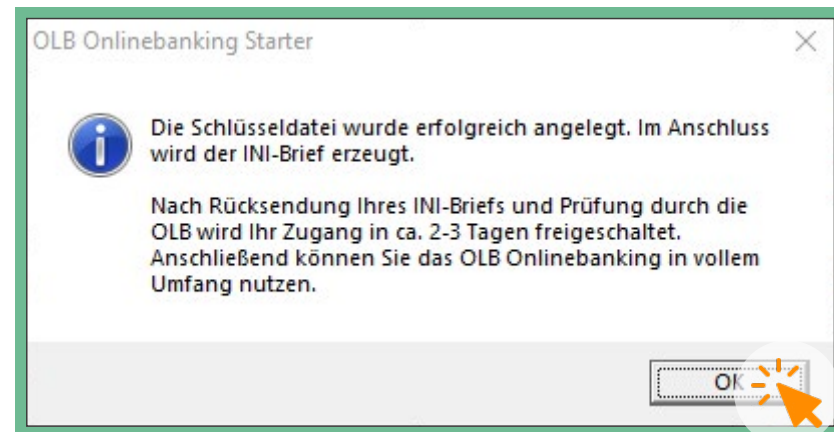 OLB Onlinebanking Starter
Die Schlüsseldatei wurde erfolgreich angelegt. Im Anschluss
wird der INI-Brief erzeugt.
Nach Rücksendung Ihres INI-Briefs und Prüfung durch die
OLB wird Ihr Zugang in ca. 2-3 Tagen freigeschaltet.
Anschließend können Sie das OLB Onlinebanking in vollem
Umfang nutzen.
OK